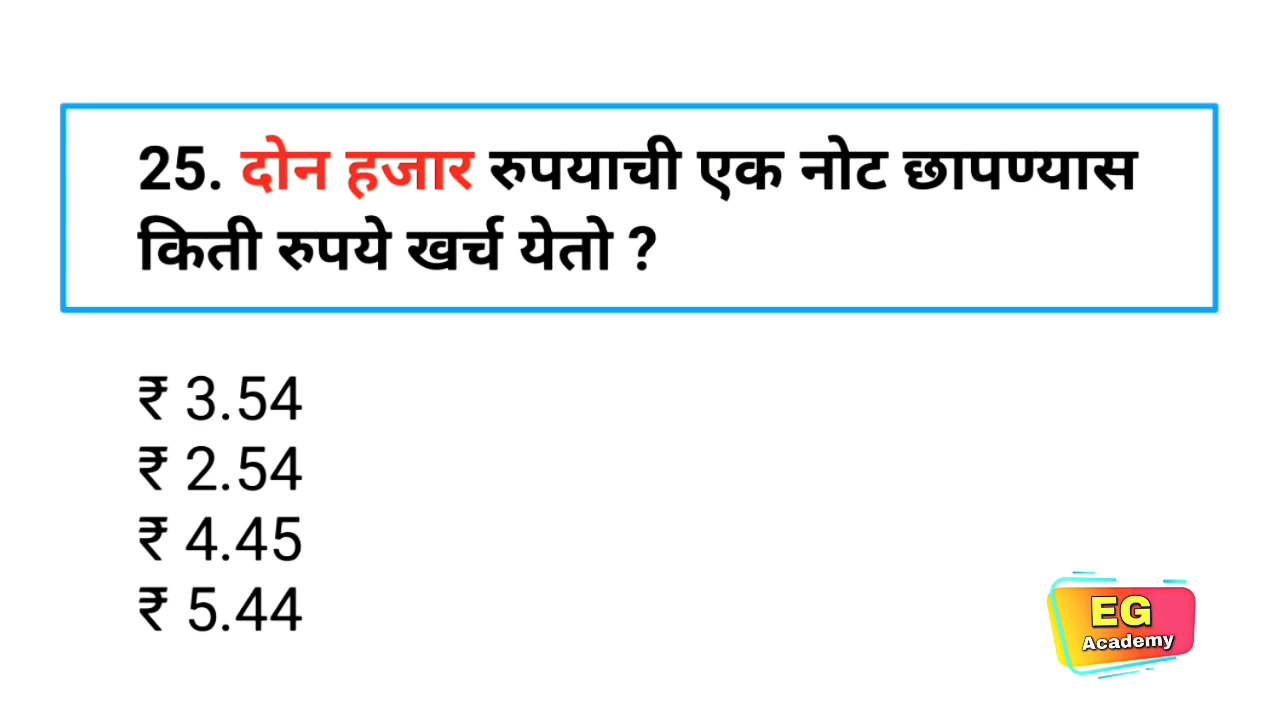 25. दोन हजार रुपयाची एक नोट छापण्यास
किती रुपये खर्च येतो ?
₹ 3.54
₹ 2.54
₹ 4.45
₹ 5.44
EG
Academy